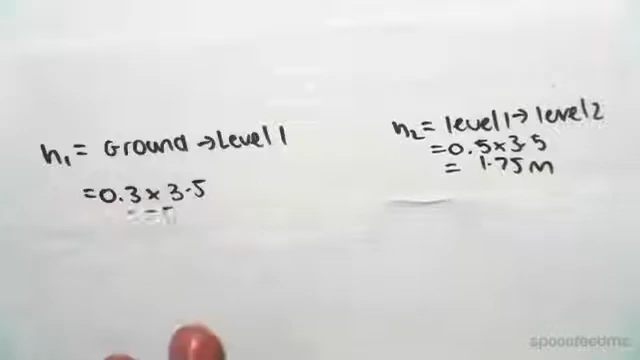 h₁ = Ground → Level 1
= 0.3 × 3.5
h₂ = level 1 → level 2
= 0.5 × 3.5
= 1.75 m